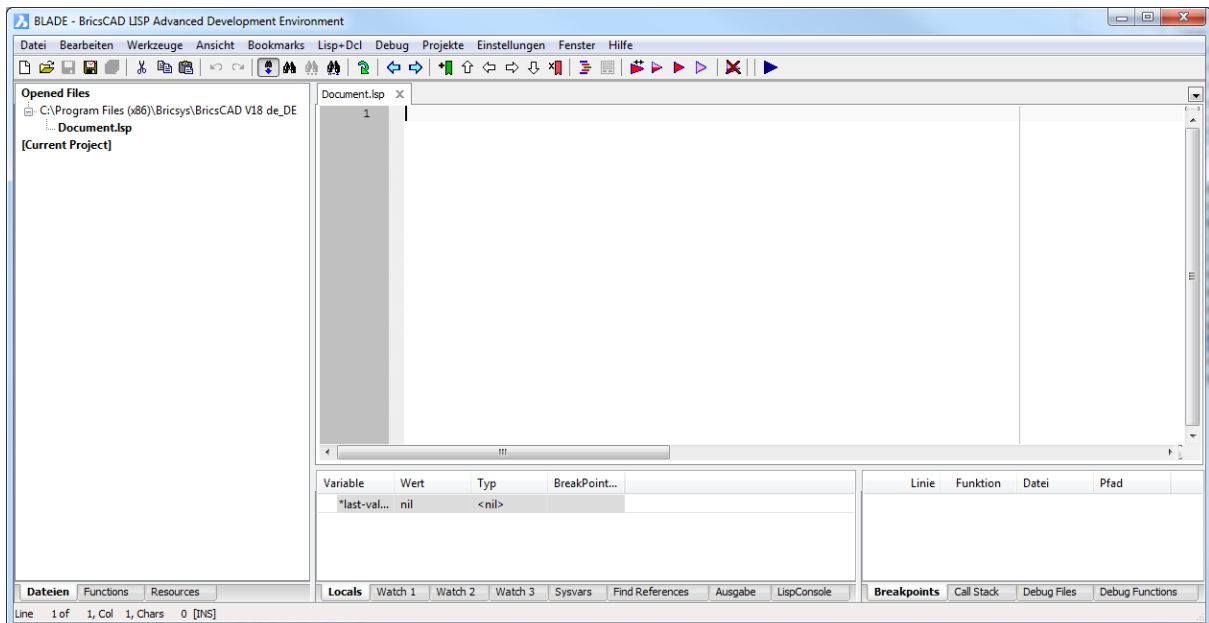 BLADE - BricsCAD LISP Advanced Development Environment
Datei Bearbeiten Werkzeuge Ansicht Bookmarks Lisp+Dcl Debug Projekte Einstellungen Fenster Hilfe
Opened Files
C:\Program Files (x86)\Bricsys\BricsCAD V18 de_DE
Document.lsp
[Current Project]
Document.lsp
1
Variable Wert Typ BreakPoint...
*last-val... nil <nil>
Linie Funktion Datei Pfad
Dateien Functions Resources
Locals Watch 1 Watch 2 Watch 3 Sysvars Find References Ausgabe LispConsole
Breakpoints Call Stack Debug Files Debug Functions
Line 1 of 1, Col 1, Chars 0 [INS]